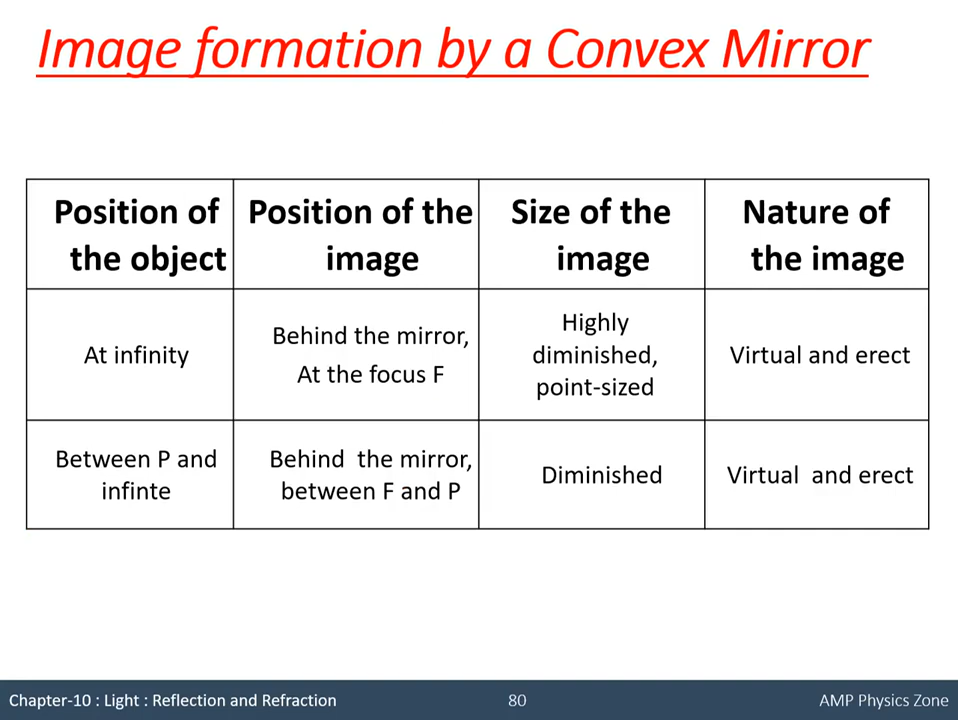 Image formation by a Convex Mirror
Position of
the object
Position of the
image
Size of the
image
Nature of
the image
At infinity
Behind the mirror,
At the focus F
Highly
diminished,
point-sized
Virtual and erect
Between P and
infinte
Behind the mirror,
between F and P
Diminished
Virtual and erect
Chapter-10 : Light : Reflection and Refraction
80
AMP Physics Zone